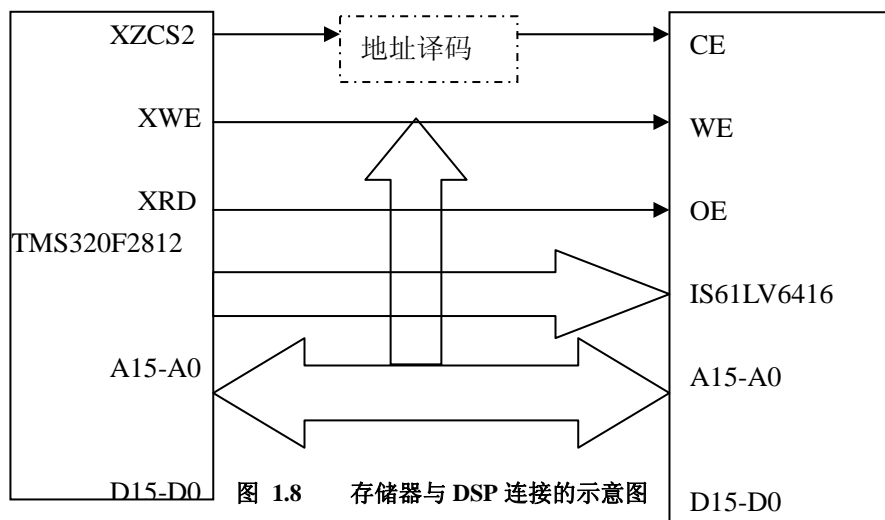 XZCS2
地址译码
CE
XWE
WE
XRD
OE
TMS320F2812
IS61LV6416
A15-A0
A15-A0
D15-D0
图 1.8 存储器与 DSP 连接的示意图
D15-D0